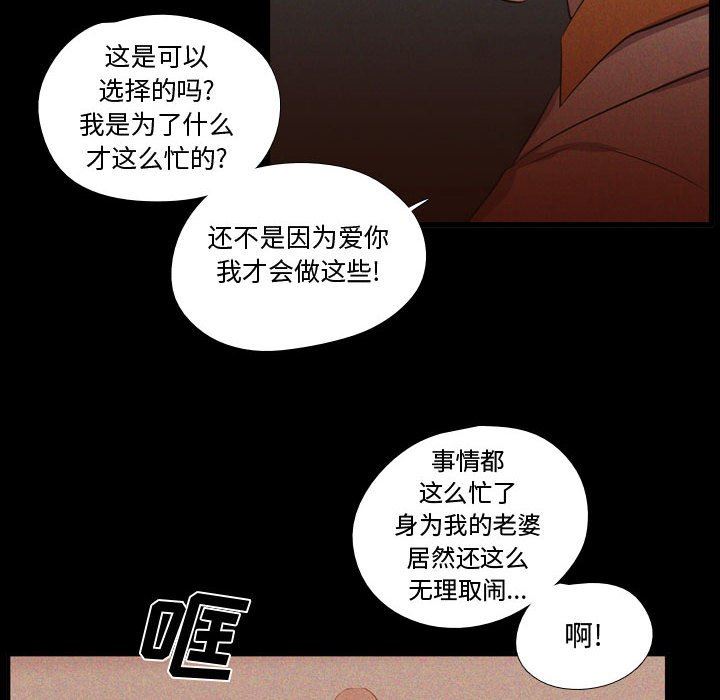 这是可以
选择的吗?
我是为了什么
才这么忙的?
还不是因为爱你
我才会做这些!
事情都
这么忙了
身为我的老婆
居然还这么
无理取闹...
啊!
哐